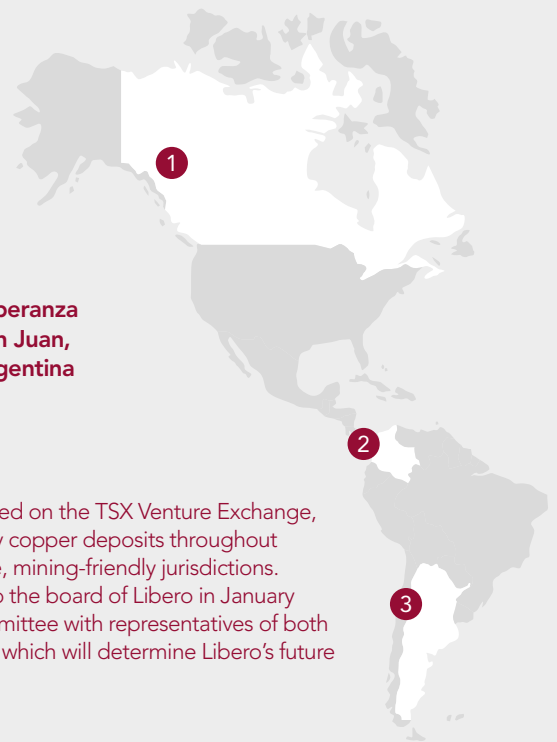 1
peranza
n Juan,
gentina
2
ed on the TSX Venture Exchange,
y copper deposits throughout
, mining-friendly jurisdictions.
3
o the board of Libero in January
mittee with representatives of both
which will determine Libero's future